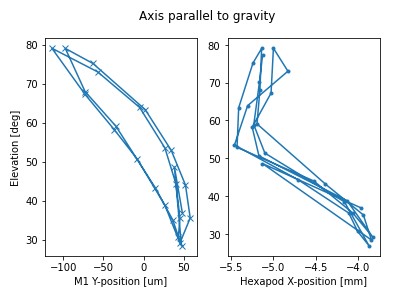 Axis parallel to gravity
80
70
60
50
40
30
Elevation [deg]
−100 −50 0 50
M1 Y-position [um]
80
70
60
50
40
30
−5.5 −5.0 −4.5 −4.0
Hexapod X-position [mm]